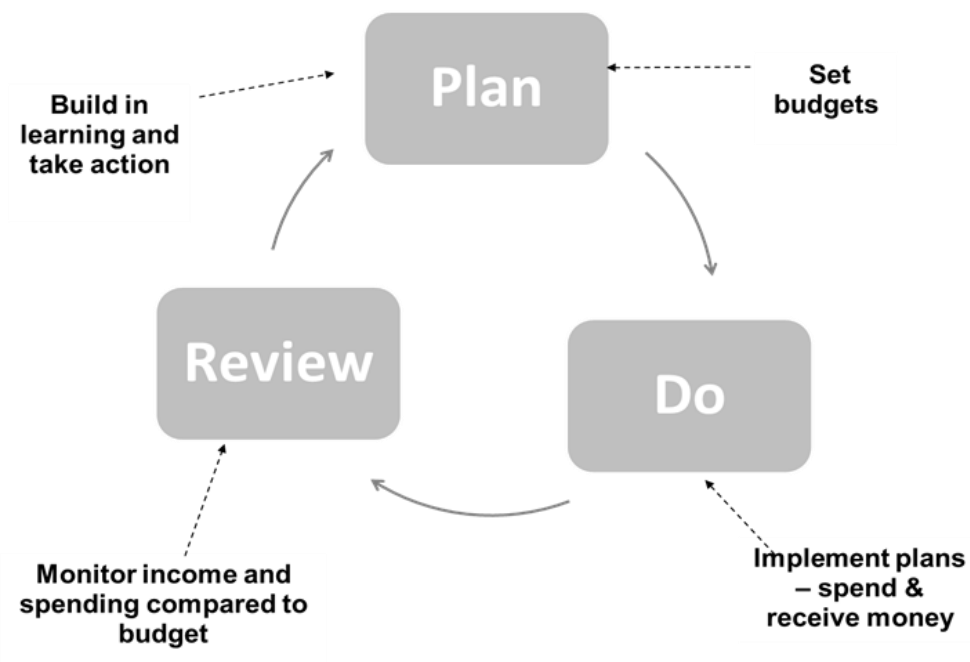 Plan
Set
budgets
Build in
learning and
take action
Review
Do
Monitor income and
spending compared to
budget
Implement plans
– spend &
receive money